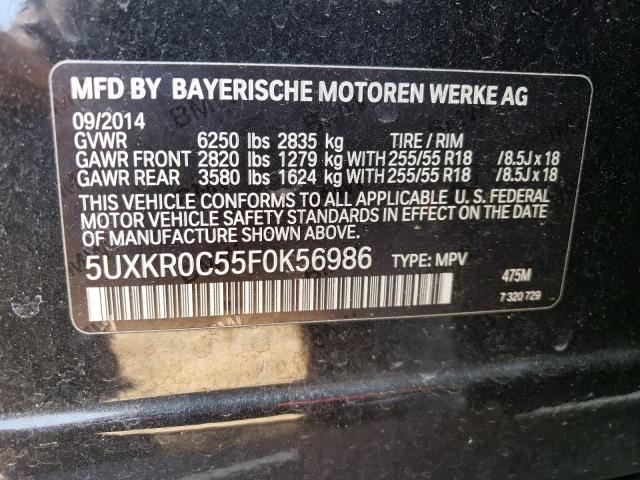 MFD BY BAYERISCHE MOTOREN WERKE AG
09/2014
GVWR 6250 lbs 2835 kg TIRE / RIM
GAWR FRONT 2820 lbs 1279 kg WITH 255/55 R18 /8.5J x 18
GAWR REAR 3580 lbs 1624 kg WITH 255/55 R18 /8.5J x 18
THIS VEHICLE CONFORMS TO ALL APPLICABLE U. S. FEDERAL
MOTOR VEHICLE SAFETY STANDARDS IN EFFECT ON THE DATE
OF MANUFACTURE SHOWN ABOVE.
5UXKR0C55F0K56986 TYPE: MPV 475M
7 320 729